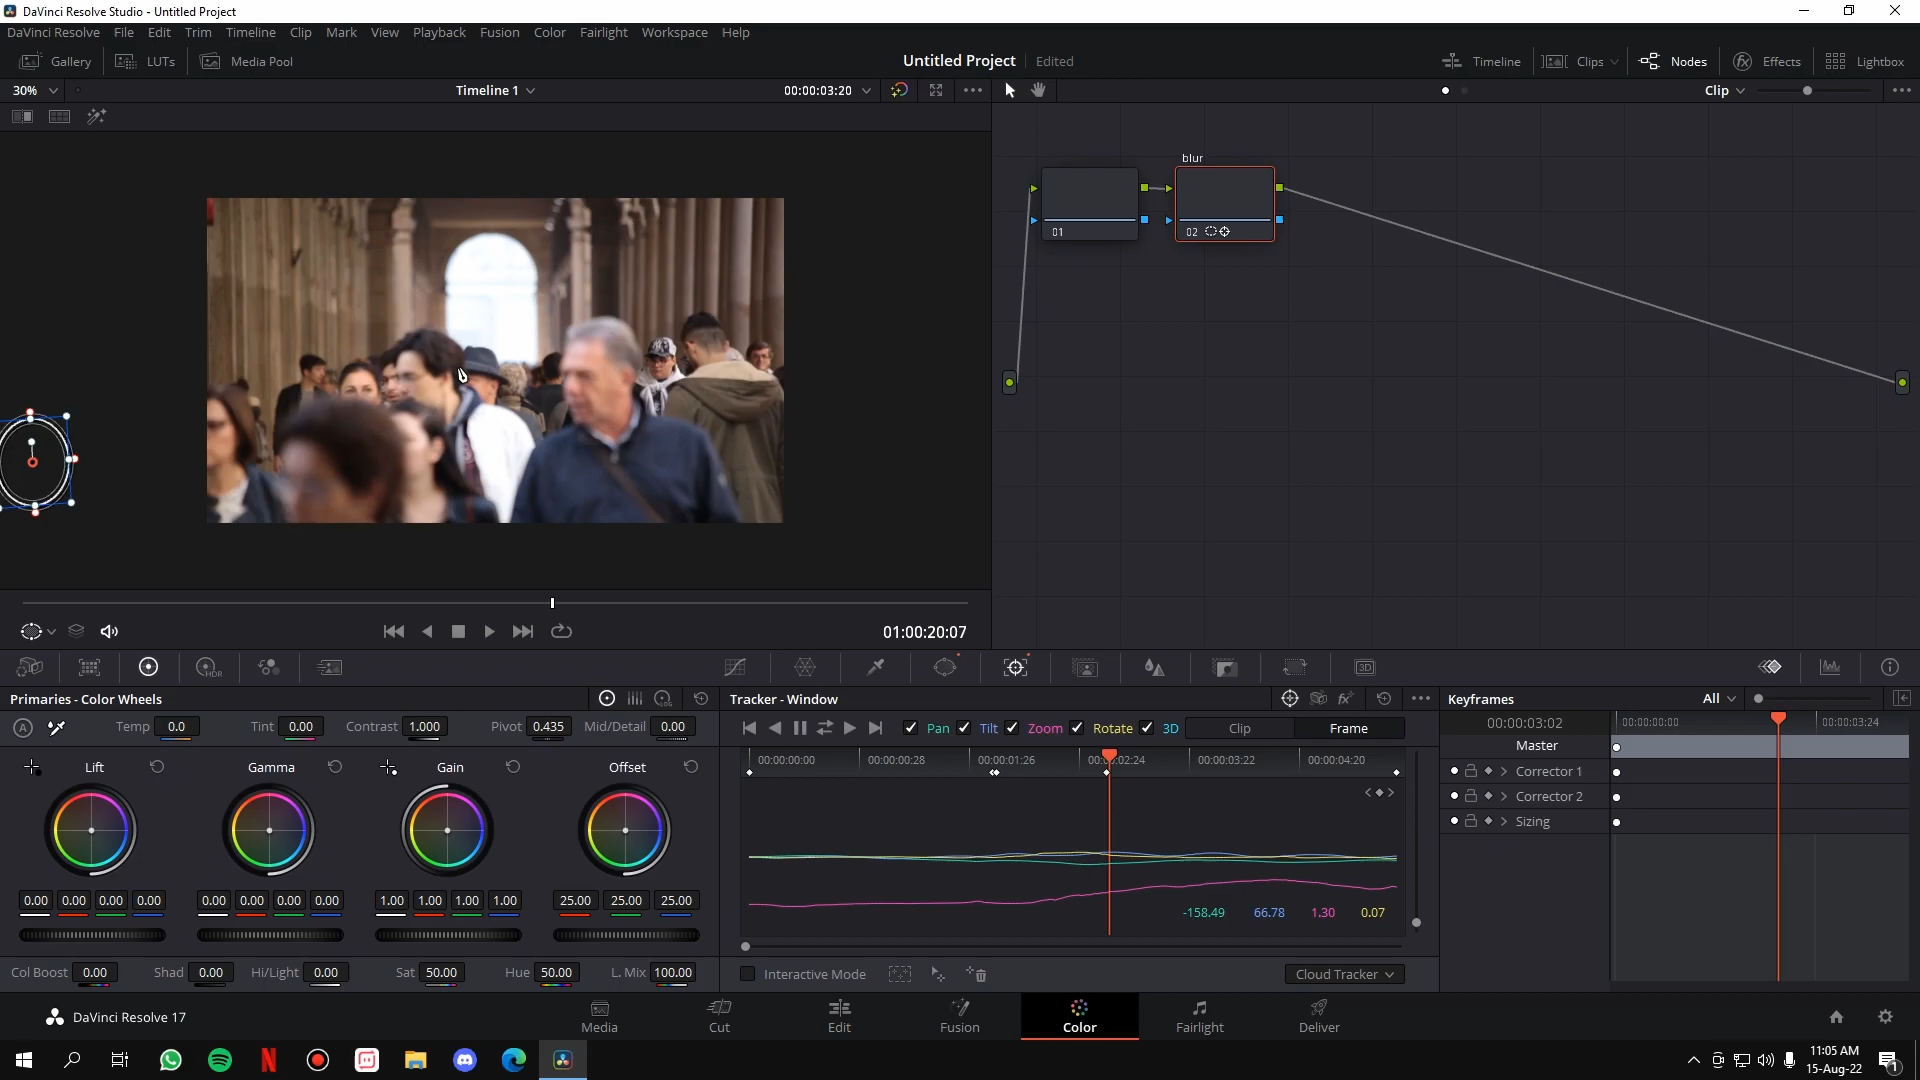 DaVinci Resolve Studio - Untitled Project
DaVinci Resolve File Edit Trim Timeline Clip Mark View Playback Fusion Color Fairlight Workspace Help
Gallery LUTs Media Pool Untitled Project Edited Timeline Clips Nodes Effects Lightbox
30% Timeline 1 00:00:03:20 Clip
blur
01 02
01:00:20:07
HDR 3D
Primaries - Color Wheels LOG Tracker - Window Keyframes All
A Temp 0.0 Tint 0.00 Contrast 1.000 Pivot 0.435 Mid/Detail 0.00 Pan Tilt Zoom Rotate 3D Clip Frame 00:00:03:02 00:00:00:00 00:00:03:24
Master
Lift Gamma Gain Offset 00:00:00:00 00:00:00:28 00:00:01:26 00:00:02:24 00:00:03:22 00:00:04:20 Corrector 1
Corrector 2
Sizing
0.00 0.00 0.00 0.00 0.00 0.00 0.00 0.00 1.00 1.00 1.00 1.00 25.00 25.00 25.00 -158.49 66.78 1.30 0.07
Col Boost 0.00 Shad 0.00 Hi/Light 0.00 Sat 50.00 Hue 50.00 L. Mix 100.00 Interactive Mode Cloud Tracker
DaVinci Resolve 17 Media Cut Edit Fusion Color Fairlight Deliver
11:05 AM
15-Aug-22
1